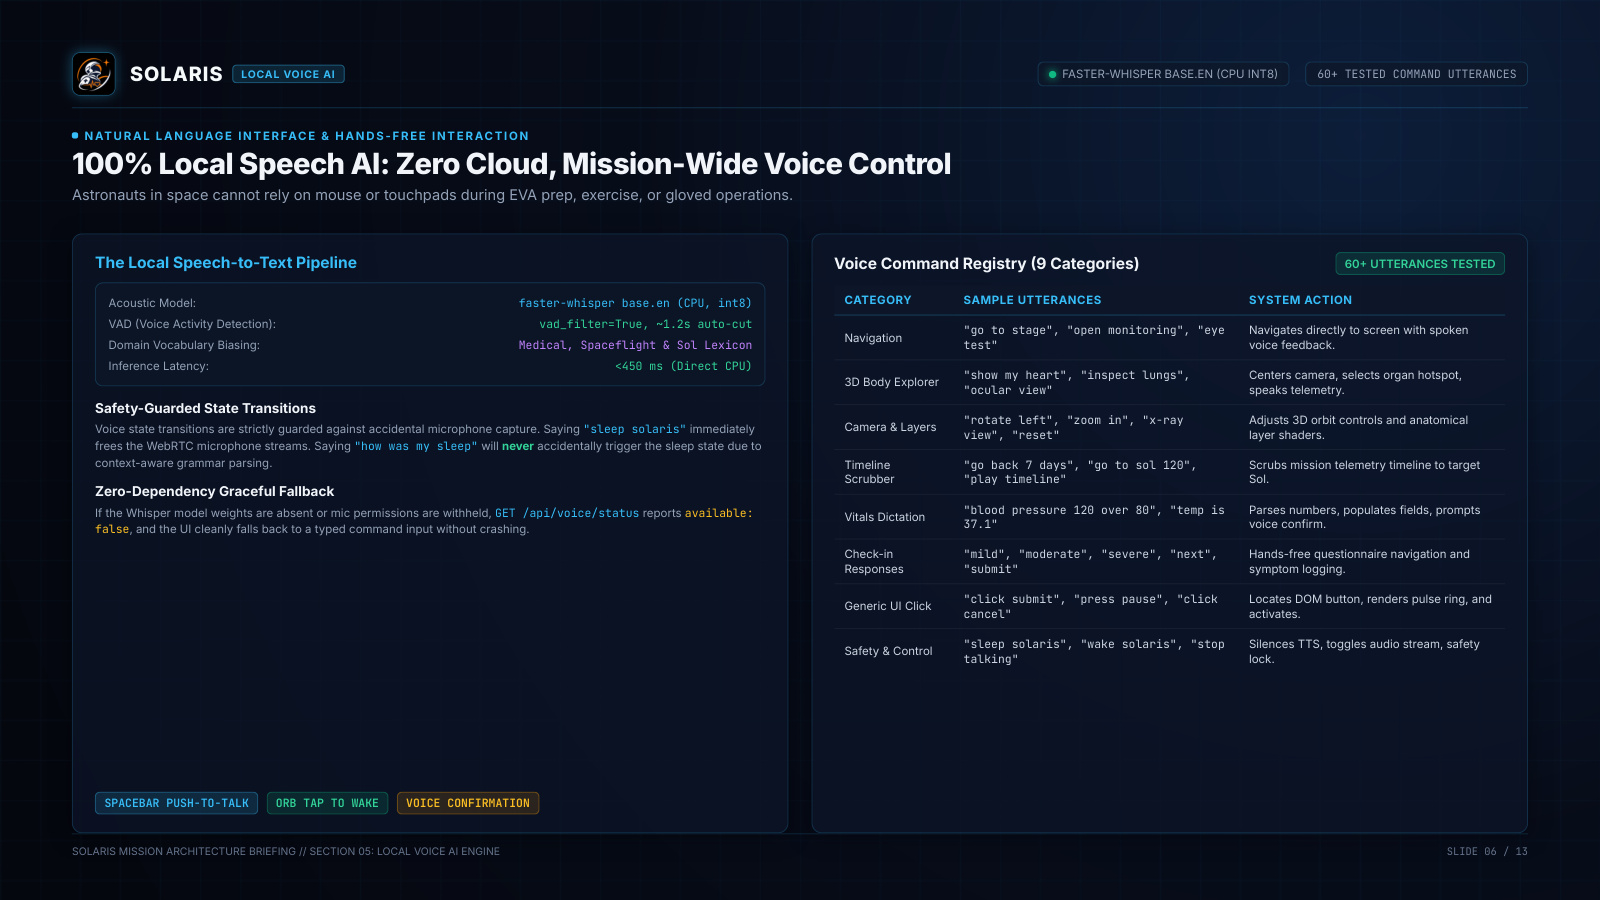 SOLARIS
LOCAL VOICE AI
FASTER-WHISPER BASE.EN (CPU INT8)
60+ TESTED COMMAND UTTERANCES
NATURAL LANGUAGE INTERFACE & HANDS-FREE INTERACTION
100% Local Speech AI: Zero Cloud, Mission-Wide Voice Control
Astronauts in space cannot rely on mouse or touchpads during EVA prep, exercise, or gloved operations.
The Local Speech-to-Text Pipeline
Acoustic Model: faster-whisper base.en (CPU, int8)
VAD (Voice Activity Detection): vad_filter=True, ~1.2s auto-cut
Domain Vocabulary Biasing: Medical, Spaceflight & Sol Lexicon
Inference Latency: <450 ms (Direct CPU)
Safety-Guarded State Transitions
Voice state transitions are strictly guarded against accidental microphone capture. Saying "sleep solaris" immediately
frees the WebRTC microphone streams. Saying "how was my sleep" will never accidentally trigger the sleep state due to
context-aware grammar parsing.
Zero-Dependency Graceful Fallback
If the Whisper model weights are absent or mic permissions are withheld, GET /api/voice/status reports available:
false, and the UI cleanly falls back to a typed command input without crashing.
SPACEBAR PUSH-TO-TALK
ORB TAP TO WAKE
VOICE CONFIRMATION
Voice Command Registry (9 Categories)
60+ UTTERANCES TESTED
CATEGORY SAMPLE UTTERANCES SYSTEM ACTION
Navigation
"go to stage", "open monitoring", "eye
test"
Navigates directly to screen with spoken
voice feedback.
3D Body Explorer
"show my heart", "inspect lungs",
"ocular view"
Centers camera, selects organ hotspot,
speaks telemetry.
Camera & Layers
"rotate left", "zoom in", "x-ray
view", "reset"
Adjusts 3D orbit controls and anatomical
layer shaders.
Timeline
Scrubber
"go back 7 days", "go to sol 120",
"play timeline"
Scrubs mission telemetry timeline to target
Sol.
Vitals Dictation
"blood pressure 120 over 80", "temp is
37.1"
Parses numbers, populates fields, prompts
voice confirm.
Check-in
Responses
"mild", "moderate", "severe", "next",
"submit"
Hands-free questionnaire navigation and
symptom logging.
Generic UI Click
"click submit", "press pause", "click
cancel"
Locates DOM button, renders pulse ring, and
activates.
Safety & Control
"sleep solaris", "wake solaris", "stop
talking"
Silences TTS, toggles audio stream, safety
lock.
SOLARIS MISSION ARCHITECTURE BRIEFING // SECTION 05: LOCAL VOICE AI ENGINE
SLIDE 06 / 13